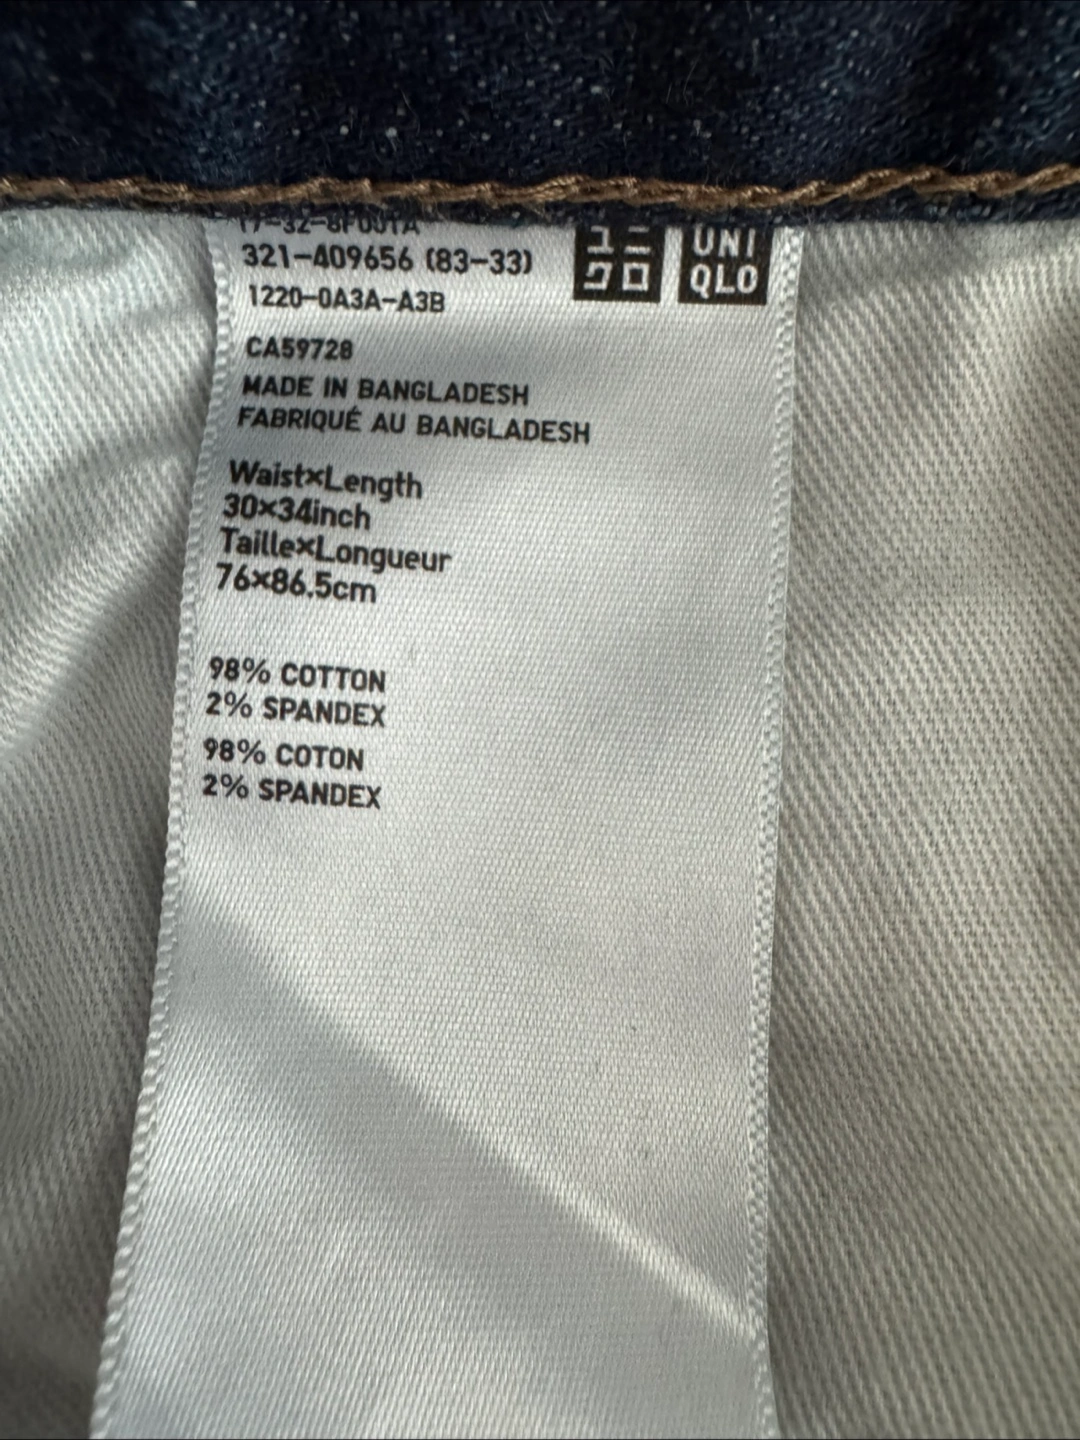 321-409656 (83-33)
1220-0A3A-A3B
ユニ
クロ
UNI
QLO
CA59728
MADE IN BANGLADESH
FABRIQUÉ AU BANGLADESH
Waist×Length
30×34inch
Taille×Longueur
76×86.5cm
98% COTTON
2% SPANDEX
98% COTON
2% SPANDEX